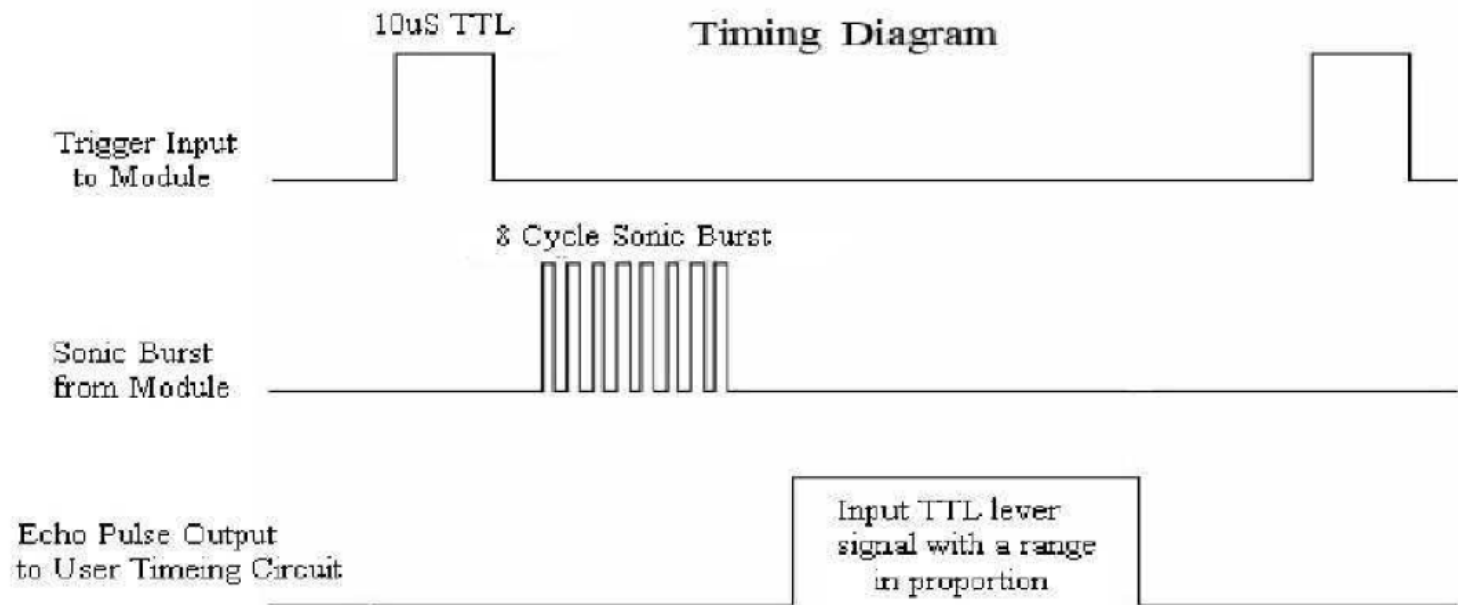 10uS TTL
Timing Diagram
Trigger Input
to Module
8 Cycle Sonic Burst
Sonic Burst
from Module
Echo Pulse Output
to User Timeing Circuit
Input TTL lever
signal with a range
in proportion